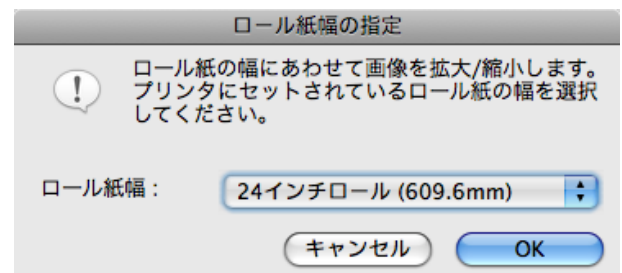 ロール紙幅の指定
ロール紙の幅にあわせて画像を拡大/縮小します。
プリンタにセットされているロール紙の幅を選択
してください。
ロール紙幅：
24インチロール (609.6mm)
キャンセル
OK